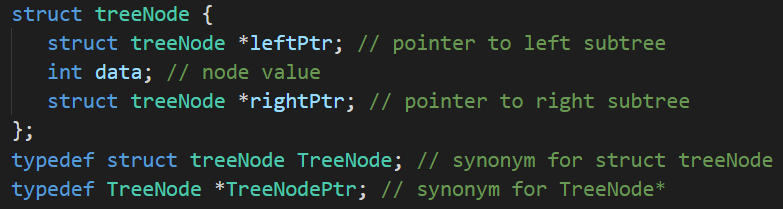 struct treeNode {
   struct treeNode *leftPtr; // pointer to left subtree
   int data; // node value
   struct treeNode *rightPtr; // pointer to right subtree
};
typedef struct treeNode TreeNode; // synonym for struct treeNode
typedef TreeNode *TreeNodePtr; // synonym for TreeNode*